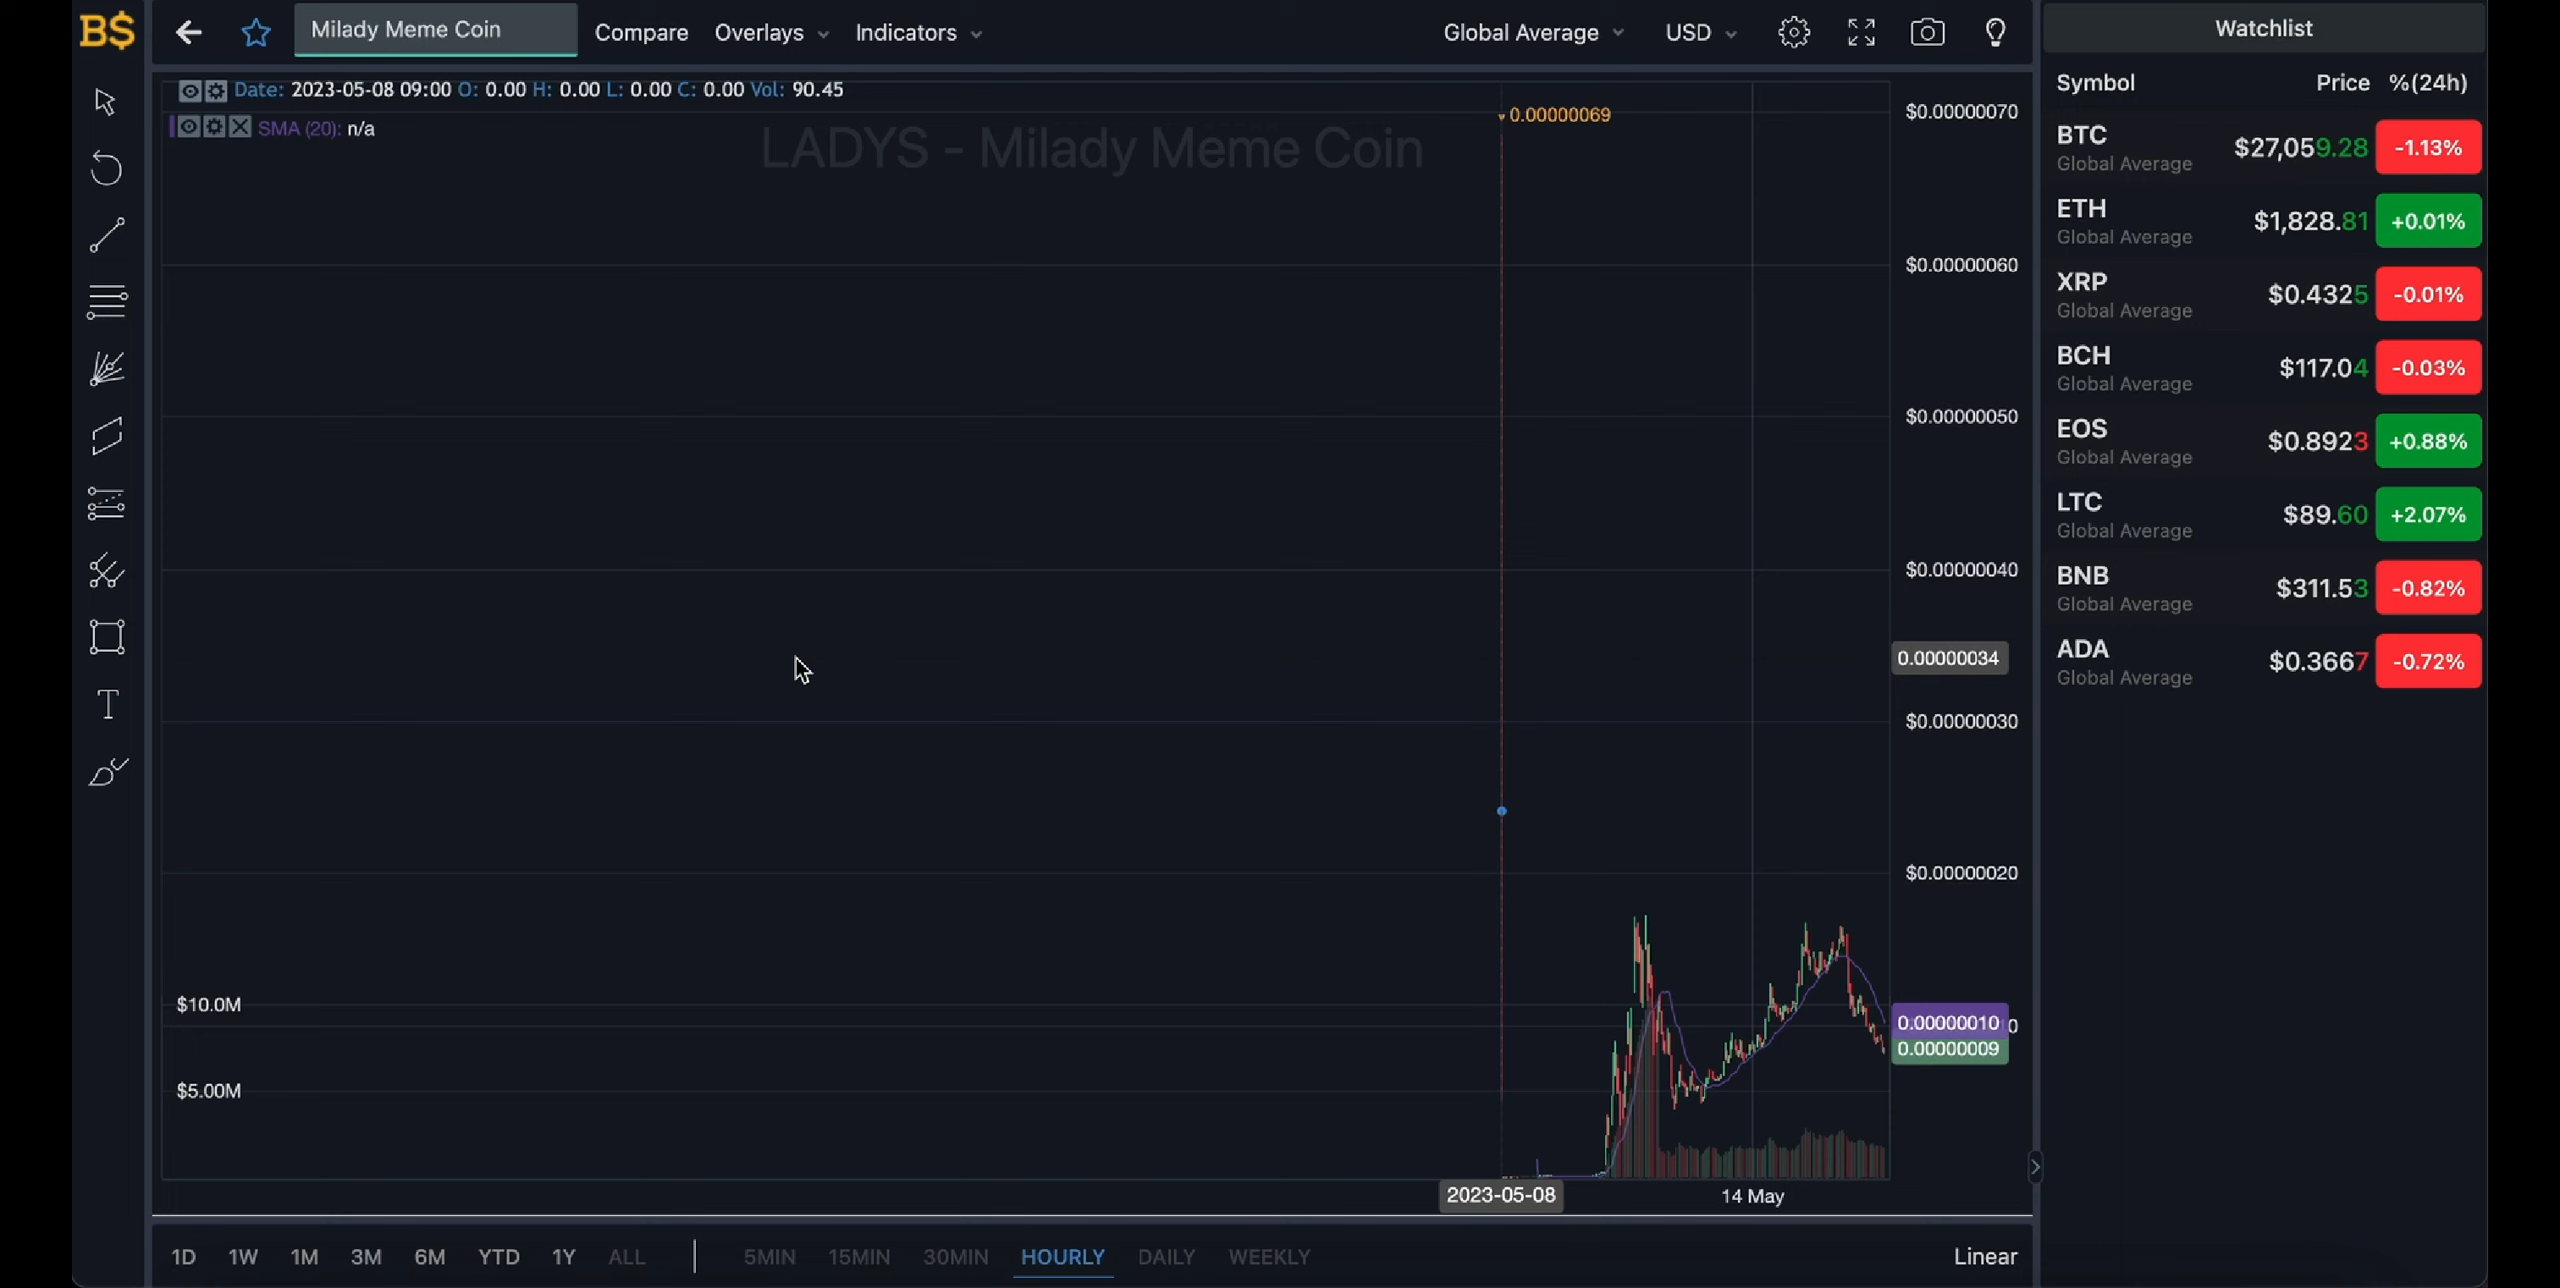 B$ Milady Meme Coin Compare Overlays Indicators Global Average USD
Date: 2023-05-08 09:00 O: 0.00 H: 0.00 L: 0.00 C: 0.00 Vol: 90.45
SMA (20): n/a
LADYS - Milady Meme Coin
0.00000069
$0.00000070
$0.00000060
$0.00000050
$0.00000040
0.00000034
$0.00000030
$0.00000020
0.00000010 0
0.00000009
$10.0M
$5.00M
2023-05-08 14 May
1D 1W 1M 3M 6M YTD 1Y ALL 5MIN 15MIN 30MIN HOURLY DAILY WEEKLY Linear
Watchlist
Symbol Price %(24h)
BTC $27,059.28 -1.13%
Global Average
ETH $1,828.81 +0.01%
Global Average
XRP $0.4325 -0.01%
Global Average
BCH $117.04 -0.03%
Global Average
EOS $0.8923 +0.88%
Global Average
LTC $89.60 +2.07%
Global Average
BNB $311.53 -0.82%
Global Average
ADA $0.3667 -0.72%
Global Average